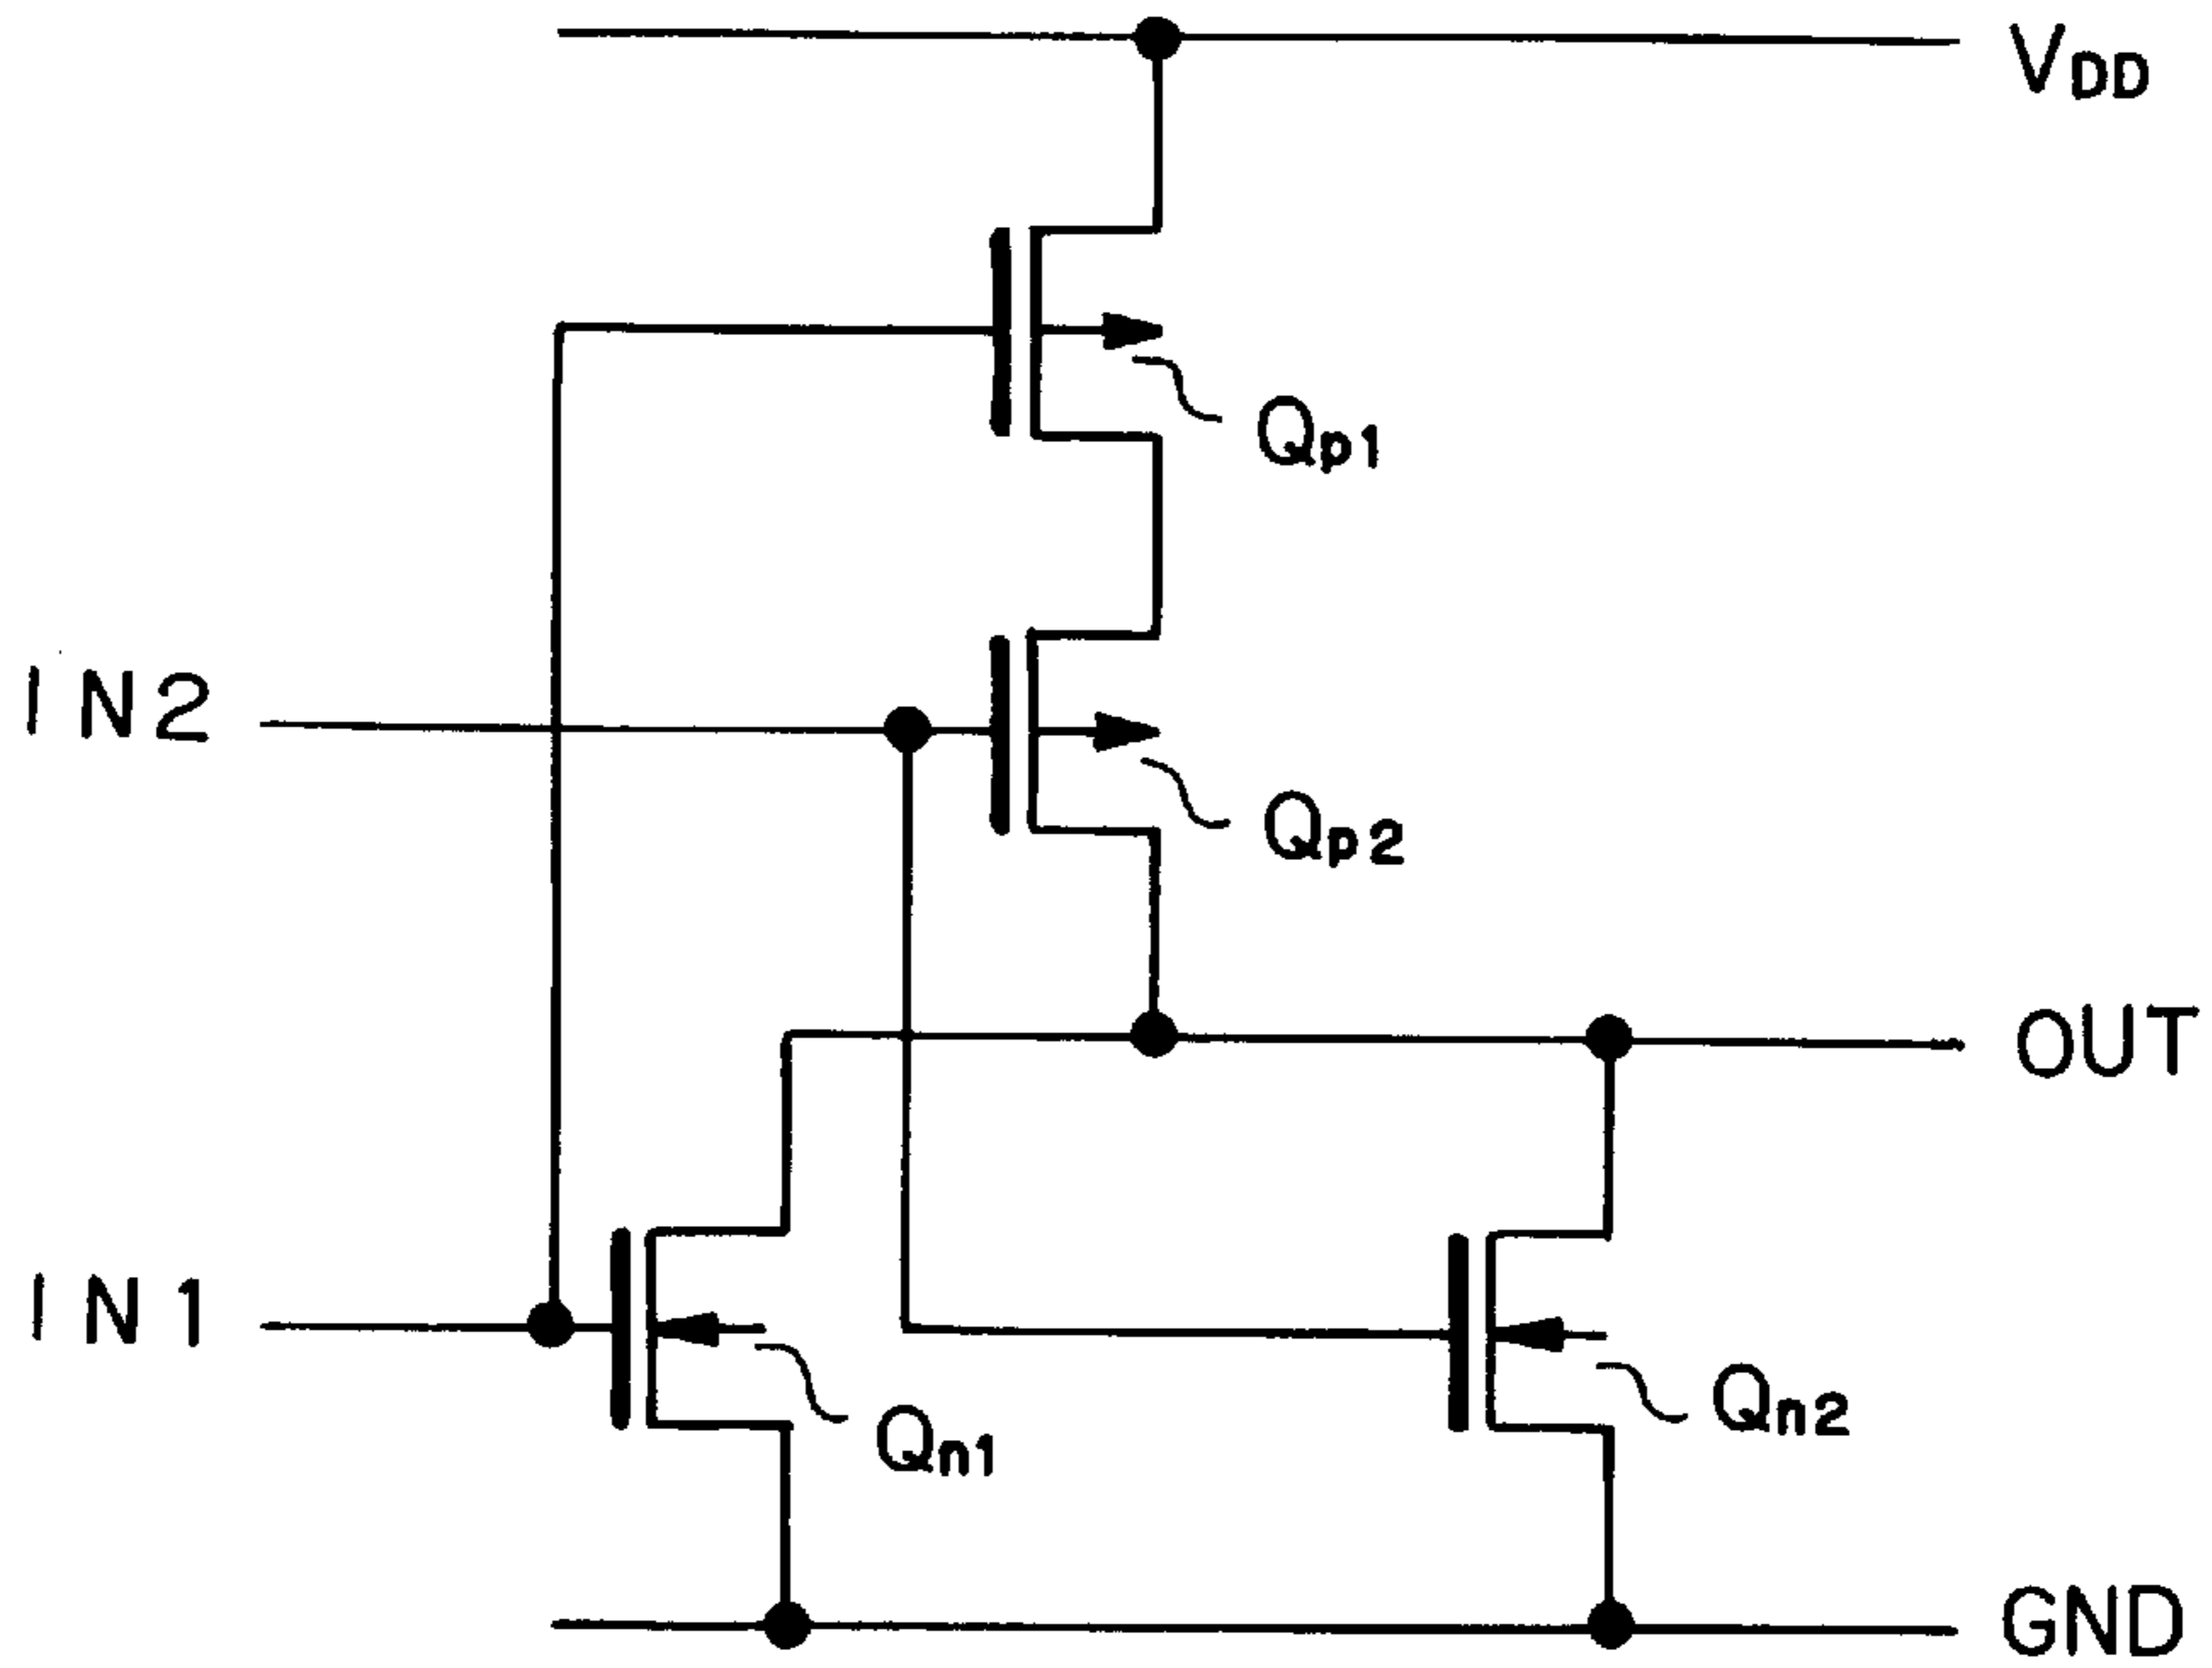 VDD
Qp1
IN2
Qp2
OUT
IN1
Qn1
Qn2
GND